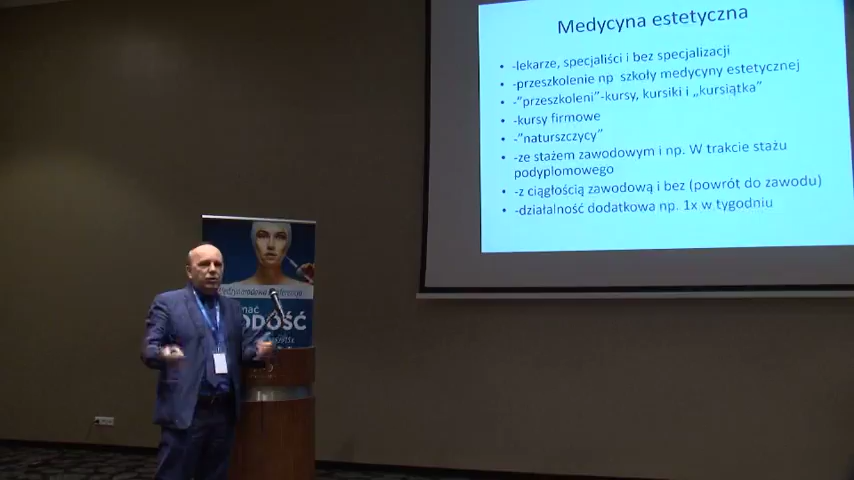 Medycyna estetyczna
• -lekarze, specjaliści i bez specjalizacji
• -przeszkolenie np szkoły medycyny estetycznej
• -"przeszkoleni"-kursy, kursiki i „kursiątka”
• -kursy firmowe
• -"naturszczycy”
• -ze stażem zawodowym i np. W trakcie stażu
podyplomowego
• -z ciągłością zawodową i bez (powrót do zawodu)
• -działalność dodatkowa np. 1x w tygodniu